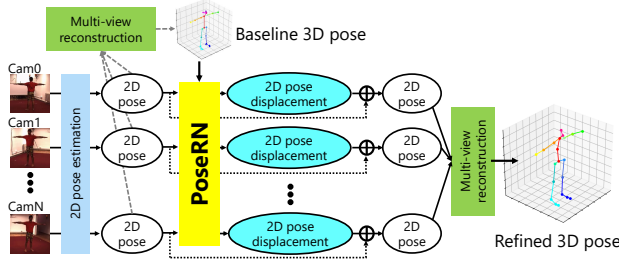 Multi-view
reconstruction
Baseline 3D pose
Cam0
Cam1
CamN
2D pose estimation
2D
pose
2D
pose
2D
pose
PoseRN
2D pose
displacement
2D pose
displacement
2D pose
displacement
2D
pose
2D
pose
2D
pose
Multi-view
reconstruction
Refined 3D pose